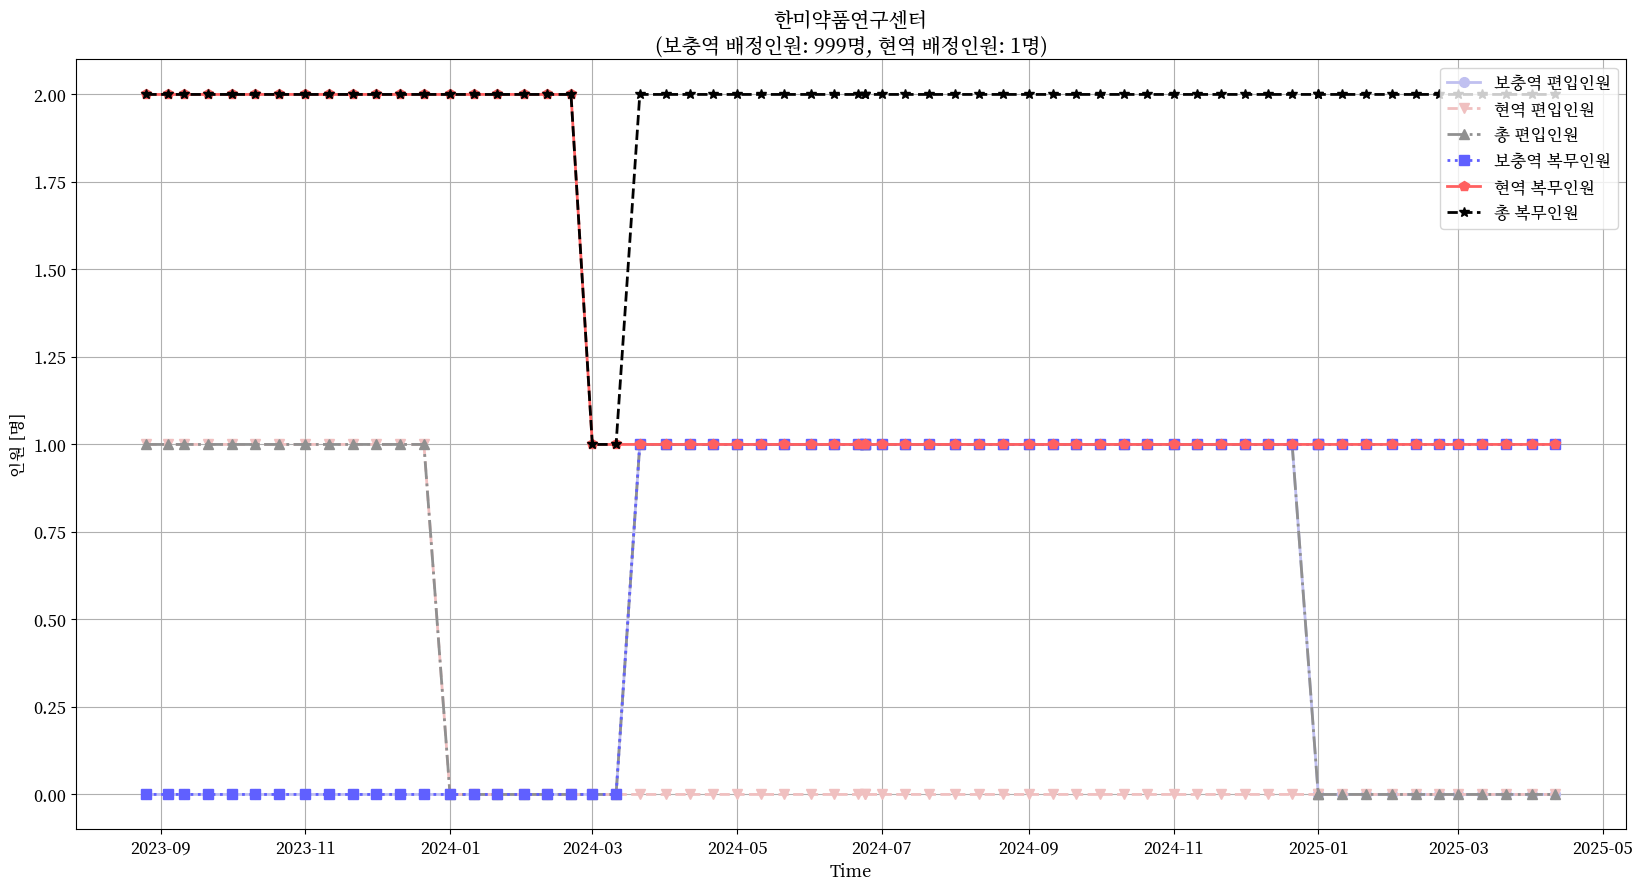 한미약품연구센터
(보충역 배정인원: 999명, 현역 배정인원: 1명)
보충역 편입인원
현역 편입인원
총 편입인원
보충역 복무인원
현역 복무인원
총 복무인원
2.00
1.75
1.50
1.25
1.00
0.75
0.50
0.25
0.00
인원 [명]
2023-09
2023-11
2024-01
2024-03
2024-05
2024-07
2024-09
2024-11
2025-01
2025-03
2025-05
Time